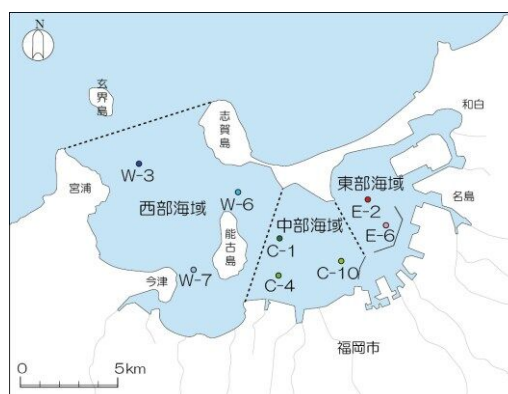 N
玄界島
志賀島
和白
宮浦
W-3
東部海域
名島
西部海域
W-6
E-2
中部海域
E-6
能古島
C-1
今津
W-7
C-10
C-4
福岡市
0
5km